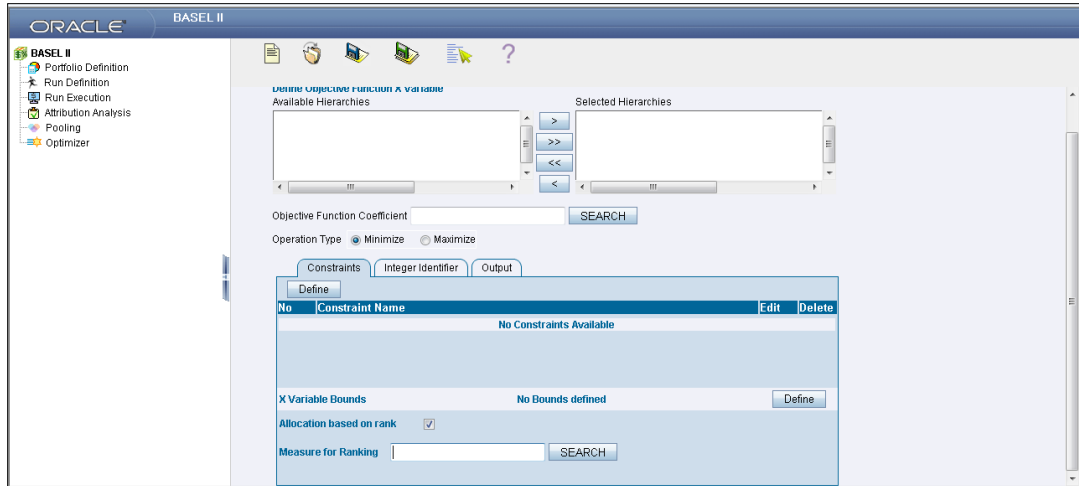 ORACLE
BASEL II
BASEL II
Portfolio Definition
Run Definition
Run Execution
Attribution Analysis
Pooling
Optimizer
?
Define Objective Function X Variable
Available Hierarchies
Selected Hierarchies
>
>>
<<
<
Objective Function Coefficient
SEARCH
Operation Type Minimize Maximize
Constraints Integer Identifier Output
Define
No Constraint Name Edit Delete
No Constraints Available
X Variable Bounds No Bounds defined Define
Allocation based on rank
Measure for Ranking SEARCH